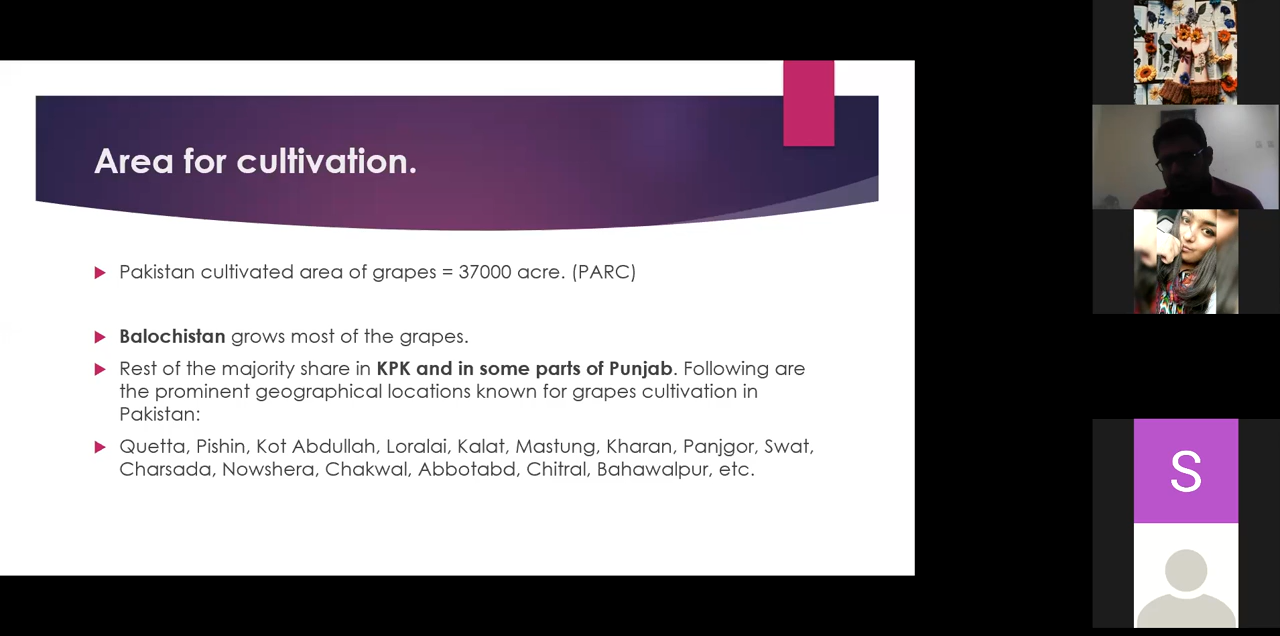 Area for cultivation.
Pakistan cultivated area of grapes = 37000 acre. (PARC)
Balochistan grows most of the grapes.
Rest of the majority share in KPK and in some parts of Punjab. Following are
the prominent geographical locations known for grapes cultivation in
Pakistan:
Quetta, Pishin, Kot Abdullah, Loralai, Kalat, Mastung, Kharan, Panjgor, Swat,
Charsada, Nowshera, Chakwal, Abbotabd, Chitral, Bahawalpur, etc.
S